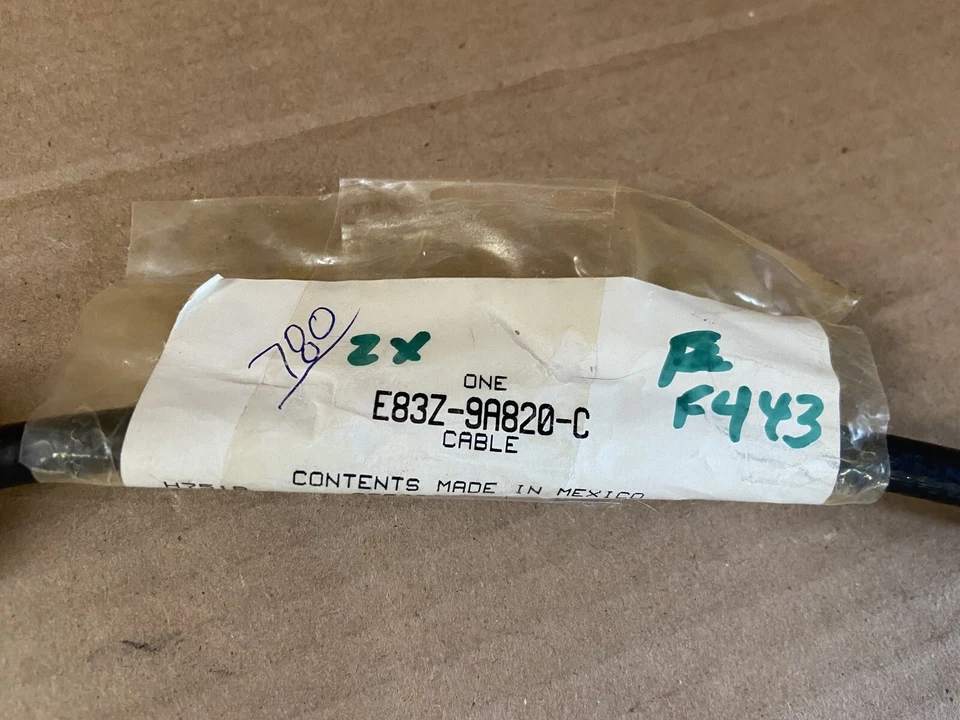 780
2X
ONE
E83Z-9A820-C
CABLE
F443
CONTENTS MADE IN MEXICO